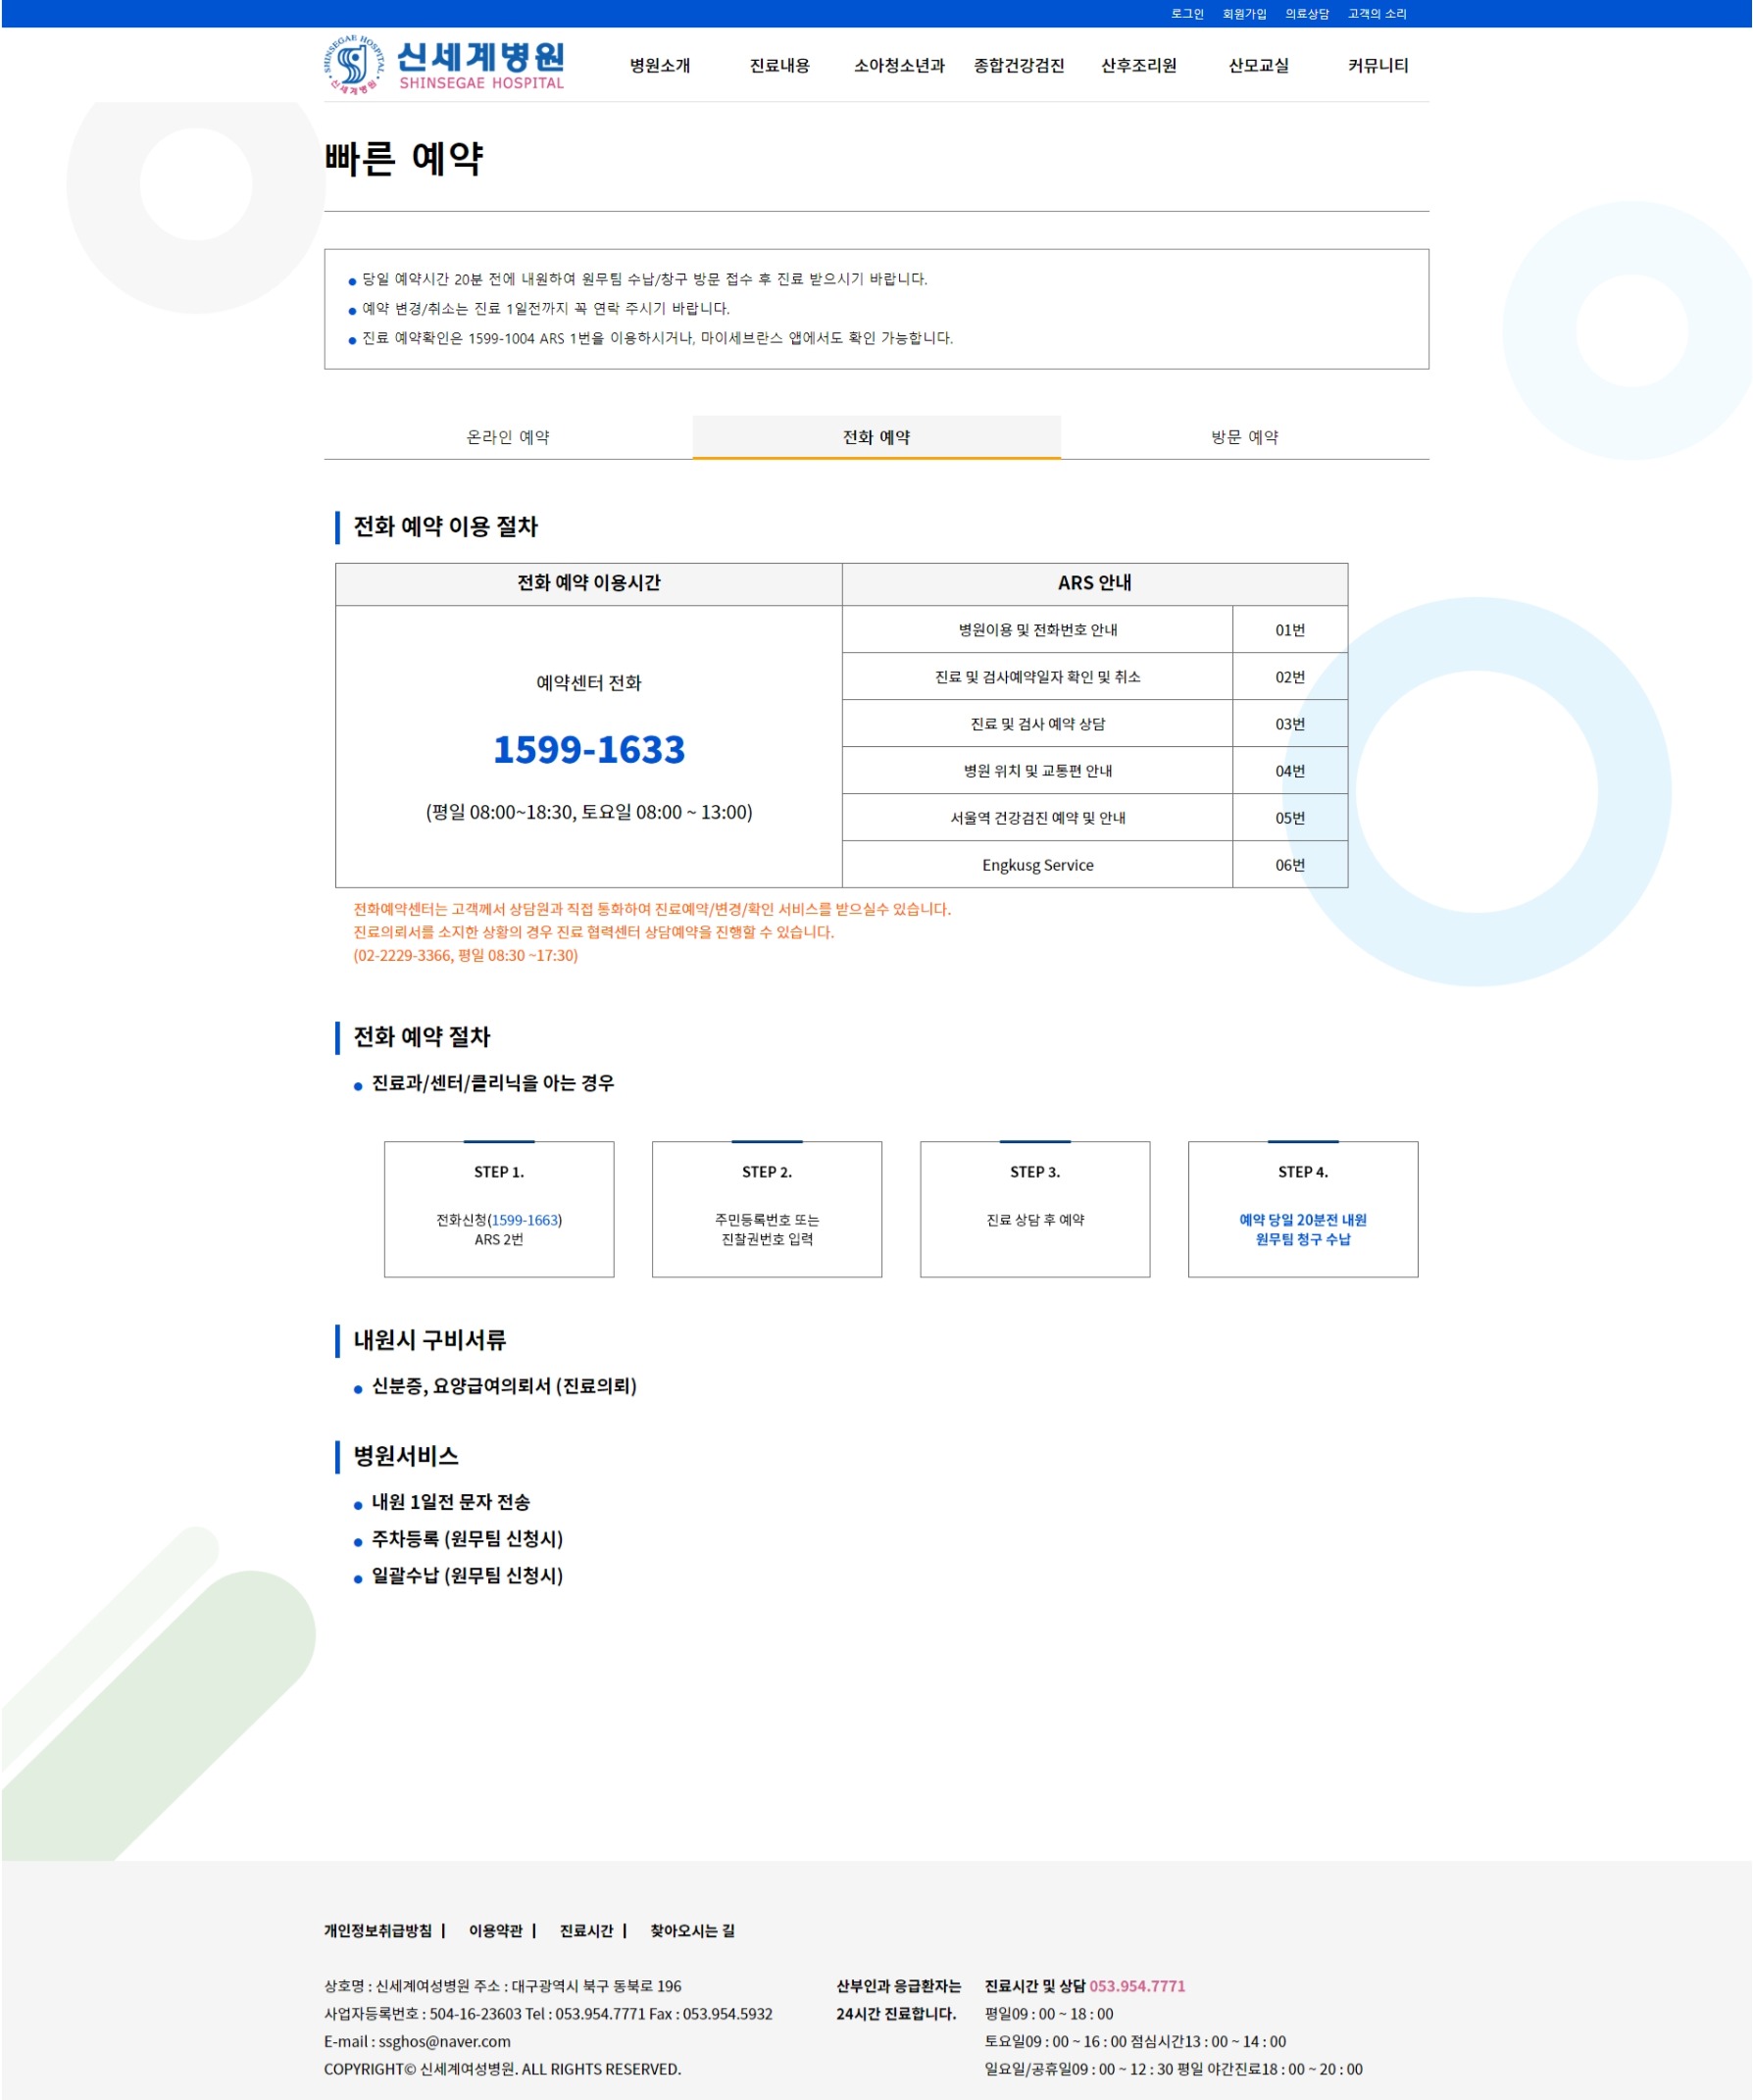 로그인 회원가입 의료상담 고객의 소리
SHINSEGAE HOSPITAL
신세계병원
신세계병원
SHINSEGAE HOSPITAL
병원소개 진료내용 소아청소년과 종합건강검진 산후조리원 산모교실 커뮤니티
빠른 예약
당일 예약시간 20분 전에 내원하여 원무팀 수납/창구 방문 접수 후 진료 받으시기 바랍니다.
예약 변경/취소는 진료 1일전까지 꼭 연락 주시기 바랍니다.
진료 예약확인은 1599-1004 ARS 1번을 이용하시거나, 마이세브란스 앱에서도 확인 가능합니다.
온라인 예약 전화 예약 방문 예약
전화 예약 이용 절차
전화 예약 이용시간 ARS 안내
예약센터 전화
1599-1633
(평일 08:00~18:30, 토요일 08:00 ~ 13:00)
병원이용 및 전화번호 안내 01번
진료 및 검사예약일자 확인 및 취소 02번
진료 및 검사 예약 상담 03번
병원 위치 및 교통편 안내 04번
서울역 건강검진 예약 및 안내 05번
Engkusg Service 06번
전화예약센터는 고객께서 상담원과 직접 통화하여 진료예약/변경/확인 서비스를 받으실수 있습니다.
진료의뢰서를 소지한 상황의 경우 진료 협력센터 상담예약을 진행할 수 있습니다.
(02-2229-3366, 평일 08:30 ~17:30)
전화 예약 절차
진료과/센터/클리닉을 아는 경우
STEP 1.
전화신청(1599-1663)
ARS 2번
STEP 2.
주민등록번호 또는
진찰권번호 입력
STEP 3.
진료 상담 후 예약
STEP 4.
예약 당일 20분전 내원
원무팀 청구 수납
내원시 구비서류
신분증, 요양급여의뢰서 (진료의뢰)
병원서비스
내원 1일전 문자 전송
주차등록 (원무팀 신청시)
일괄수납 (원무팀 신청시)
개인정보취급방침 | 이용약관 | 진료시간 | 찾아오시는 길
상호명 : 신세계여성병원 주소 : 대구광역시 북구 동북로 196
사업자등록번호 : 504-16-23603 Tel : 053.954.7771 Fax : 053.954.5932
E-mail : ssghos@naver.com
COPYRIGHT© 신세계여성병원. ALL RIGHTS RESERVED.
산부인과 응급환자는
24시간 진료합니다.
진료시간 및 상담 053.954.7771
평일09 : 00 ~ 18 : 00
토요일09 : 00 ~ 16 : 00 점심시간13 : 00 ~ 14 : 00
일요일/공휴일09 : 00 ~ 12 : 30 평일 야간진료18 : 00 ~ 20 : 00